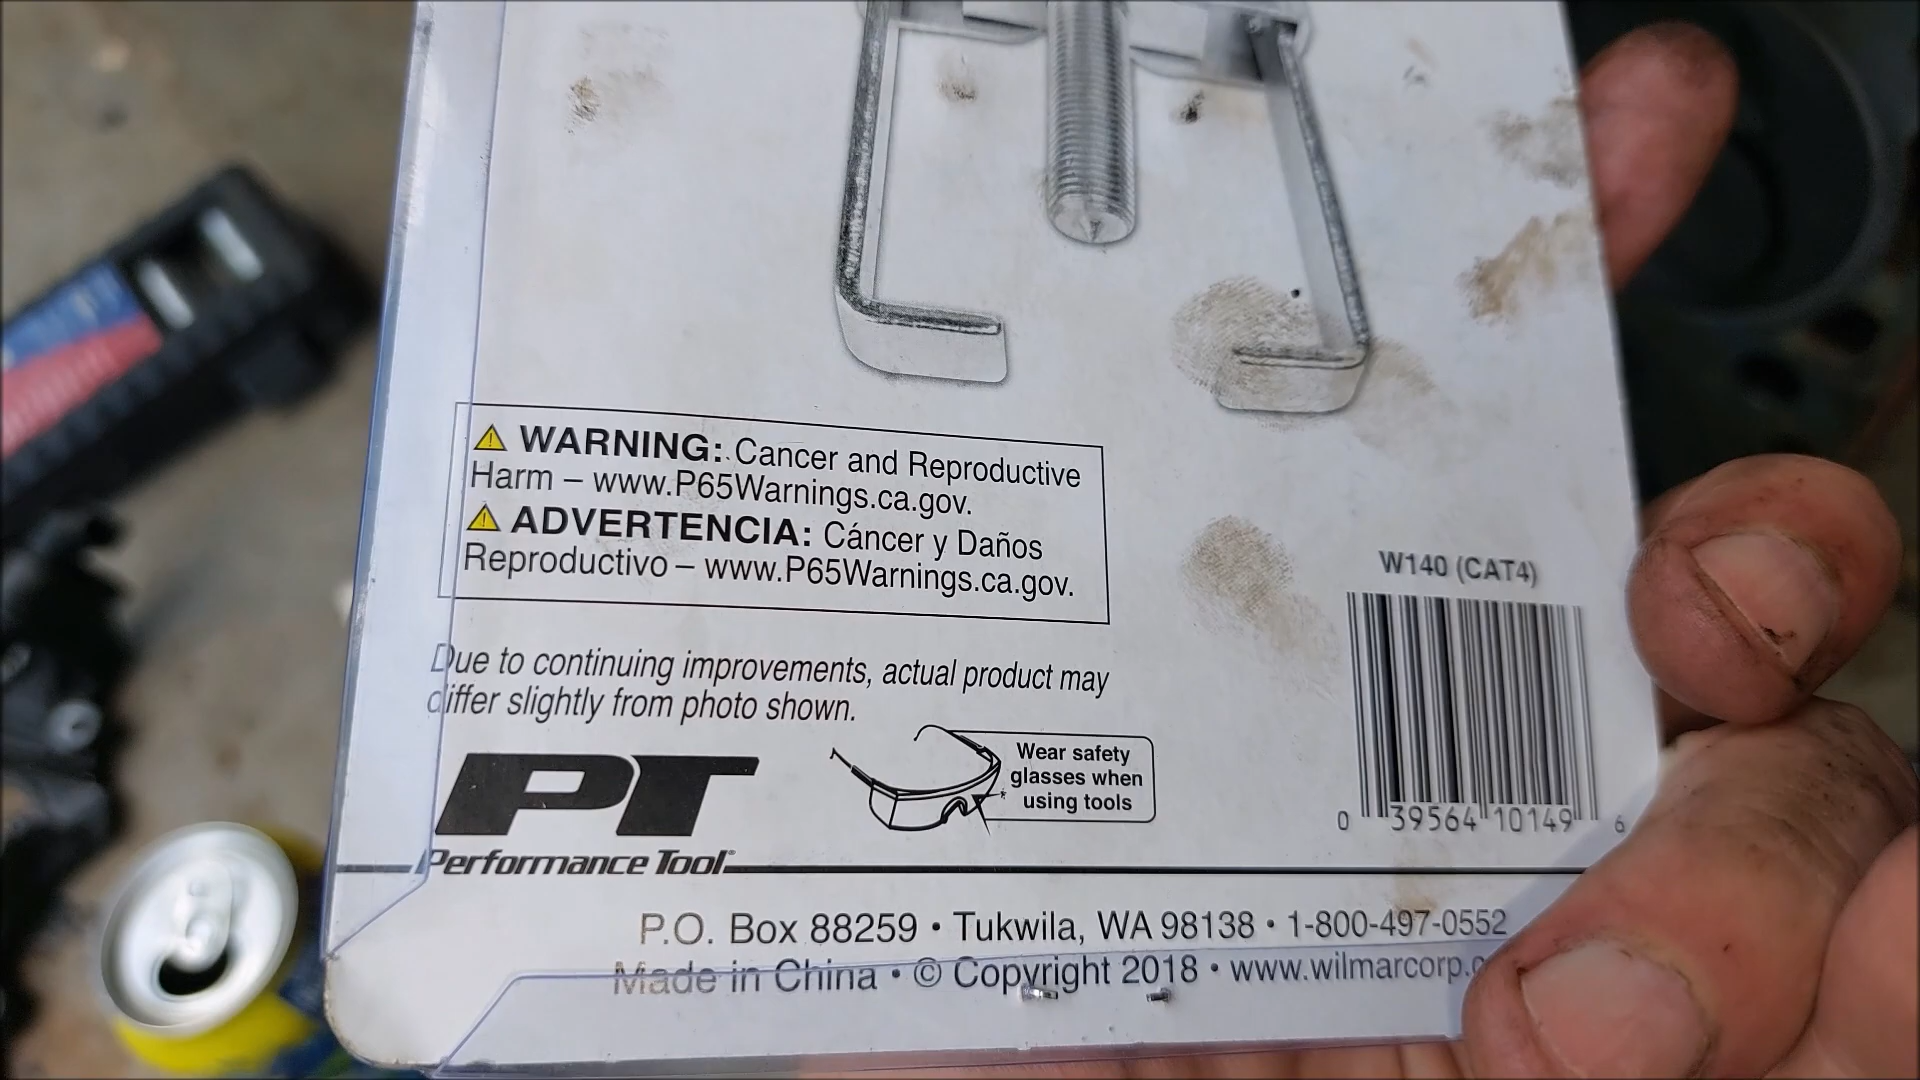 ⚠ WARNING: Cancer and Reproductive
Harm – www.P65Warnings.ca.gov.
⚠ ADVERTENCIA: Cáncer y Daños
Reproductivo – www.P65Warnings.ca.gov.
Due to continuing improvements, actual product may
differ slightly from photo shown.
PT
Performance Tool®
Wear safety
glasses when
using tools
W140 (CAT4)
0 39564 10149 6
P.O. Box 88259 • Tukwila, WA 98138 • 1-800-497-0552
Made in China • © Copyright 2018 • www.wilmarcorp.c